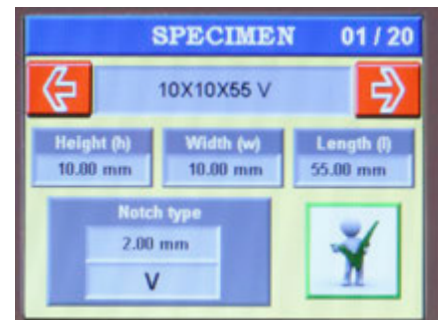 SPECIMEN 01 / 20
10X10X55 V
Height (h) Width (w) Length (l)
10.00 mm 10.00 mm 55.00 mm
Notch type
2.00 mm
V